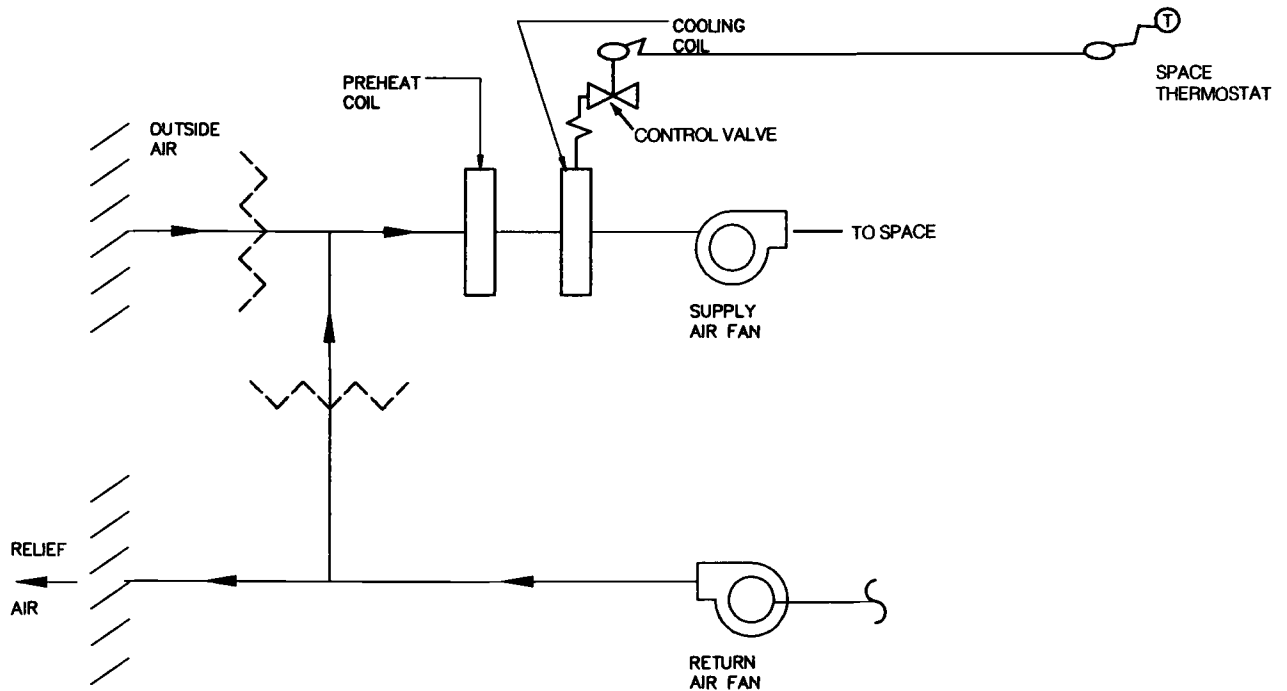 COOLING
COIL
T
SPACE
THERMOSTAT
PREHEAT
COIL
OUTSIDE
AIR
CONTROL VALVE
TO SPACE
SUPPLY
AIR FAN
RELIEF
AIR
RETURN
AIR FAN